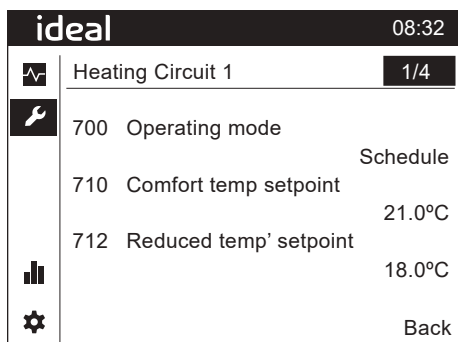 ideal 08:32
Heating Circuit 1 1/4
700 Operating mode
Schedule
710 Comfort temp setpoint
21.0ºC
712 Reduced temp' setpoint
18.0ºC
Back